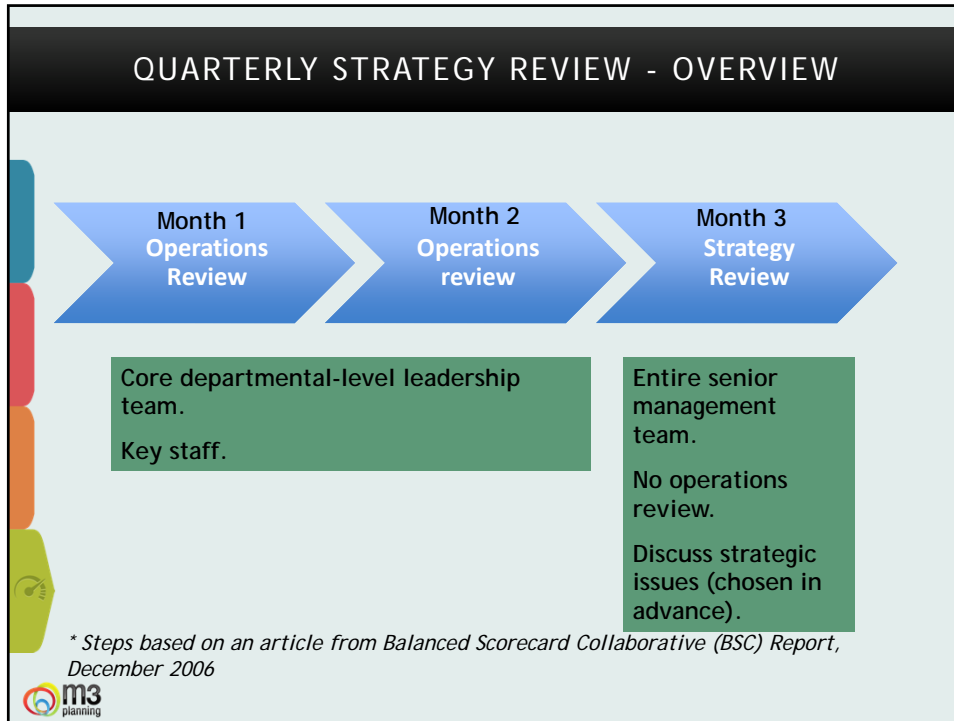 QUARTERLY STRATEGY REVIEW - OVERVIEW
Month 1
Operations
Review
Month 2
Operations
review
Month 3
Strategy
Review
Core departmental-level leadership
team.
Key staff.
Entire senior
management
team.
No operations
review.
Discuss strategic
issues (chosen in
advance).
* Steps based on an article from Balanced Scorecard Collaborative (BSC) Report,
December 2006
m3
planning